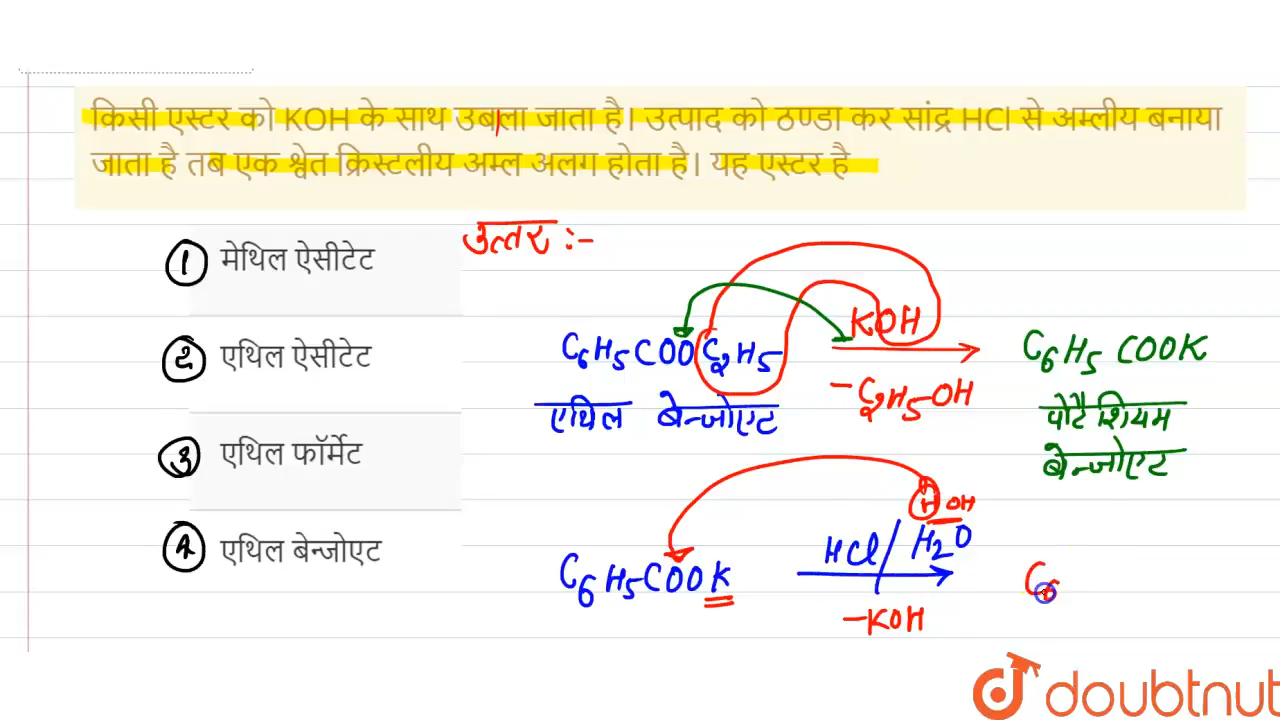 किसी एस्टर को KOH के साथ उबला जाता है। उत्पाद को ठण्डा कर सांद्र HCl से अम्लीय बनाया
जाता है तब एक श्वेत क्रिस्टलीय अम्ल अलग होता है। यह एस्टर है
उत्तर :-
1 मेथिल ऐसीटेट
2 एथिल ऐसीटेट
3 एथिल फॉर्मेट
4 एथिल बेन्जोएट
C6H5COOC2H5 KOH C6H5COOK
-C2H5-OH
एथिल बेन्जोएट पोटैशियम
बेन्जोएट
H OH
C6H5COOK HCl/H2O C6
-KOH
doubtnut